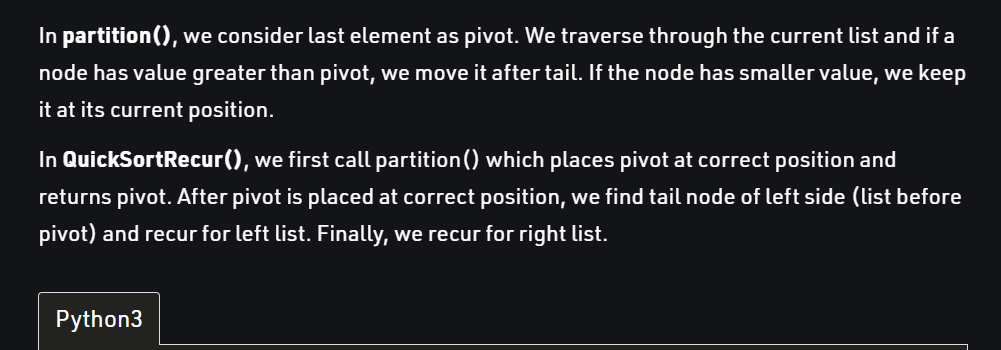 In partition(), we consider last element as pivot. We traverse through the current list and if a
node has value greater than pivot, we move it after tail. If the node has smaller value, we keep
it at its current position.
In QuickSortRecur(), we first call partition() which places pivot at correct position and
returns pivot. After pivot is placed at correct position, we find tail node of left side (list before
pivot) and recur for left list. Finally, we recur for right list.
Python3